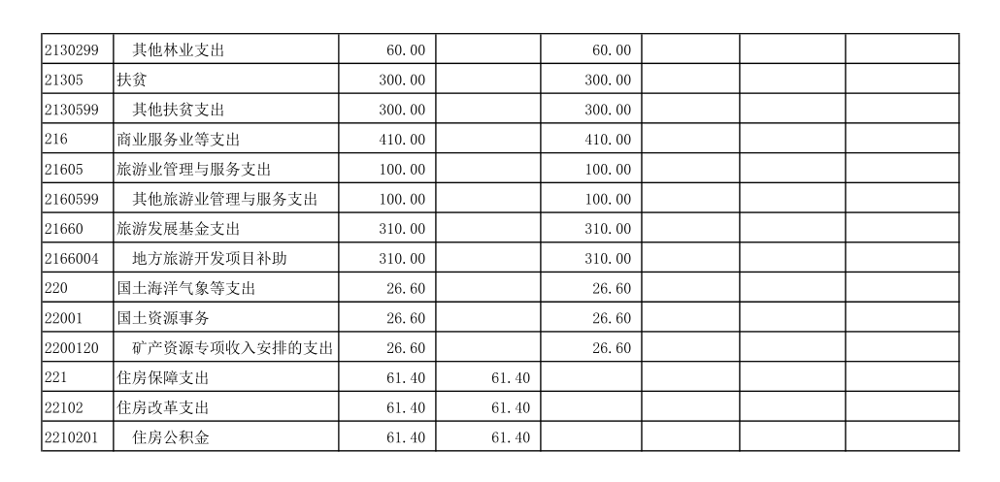 2130299 其他林业支出 60.00 60.00
21305 扶贫 300.00 300.00
2130599 其他扶贫支出 300.00 300.00
216 商业服务业等支出 410.00 410.00
21605 旅游业管理与服务支出 100.00 100.00
2160599 其他旅游业管理与服务支出 100.00 100.00
21660 旅游发展基金支出 310.00 310.00
2166004 地方旅游开发项目补助 310.00 310.00
220 国土海洋气象等支出 26.60 26.60
22001 国土资源事务 26.60 26.60
2200120 矿产资源专项收入安排的支出 26.60 26.60
221 住房保障支出 61.40 61.40
22102 住房改革支出 61.40 61.40
2210201 住房公积金 61.40 61.40